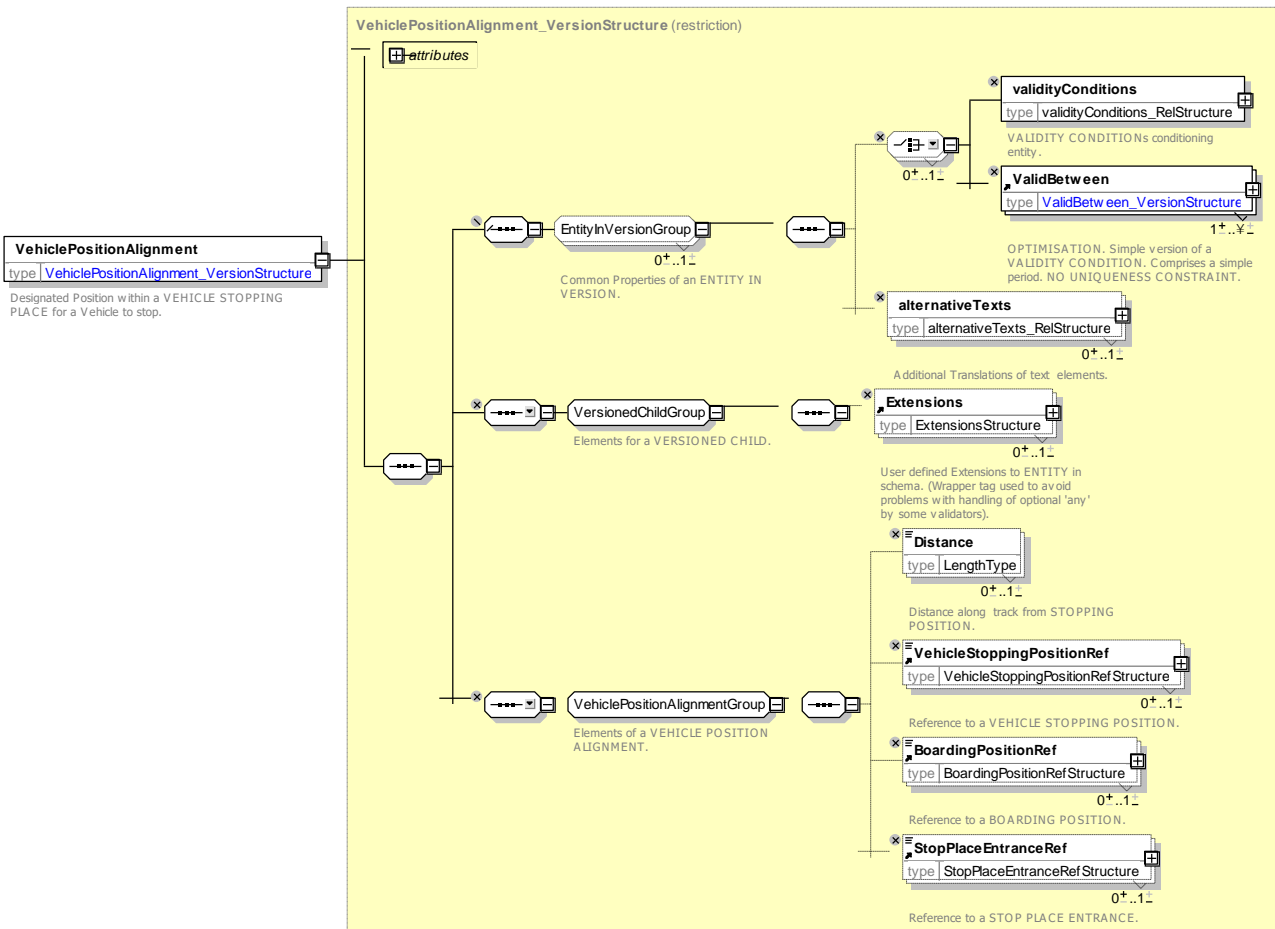 VehiclePositionAlignment_VersionStructure (restriction)
attributes
validityConditions
type validityConditions_RelStructure
VALIDITY CONDITIONs conditioning
entity.
0+..1+
ValidBetween
type ValidBetween_VersionStructure
1+..¥+
OPTIMISATION. Simple version of a
VALIDITY CONDITION. Comprises a simple
period. NO UNIQUENESS CONSTRAINT.
EntityInVersionGroup
0+..1+
Common Properties of an ENTITY IN
VERSION.
VehiclePositionAlignment
type VehiclePositionAlignment_VersionStructure
Designated Position within a VEHICLE STOPPING
PLACE for a Vehicle to stop.
alternativeTexts
type alternativeTexts_RelStructure
0+..1+
Additional Translations of text elements.
VersionedChildGroup
Elements for a VERSIONED CHILD.
Extensions
type ExtensionsStructure
0+..1+
User defined Extensions to ENTITY in
schema. (Wrapper tag used to avoid
problems with handling of optional 'any'
by some validators).
Distance
type LengthType
0+..1+
Distance along track from STOPPING
POSITION.
VehicleStoppingPositionRef
type VehicleStoppingPositionRefStructure
0+..1+
Reference to a VEHICLE STOPPING POSITION.
VehiclePositionAlignmentGroup
Elements of a VEHICLE POSITION
ALIGNMENT.
BoardingPositionRef
type BoardingPositionRefStructure
0+..1+
Reference to a BOARDING POSITION.
StopPlaceEntranceRef
type StopPlaceEntranceRefStructure
0+..1+
Reference to a STOP PLACE ENTRANCE.